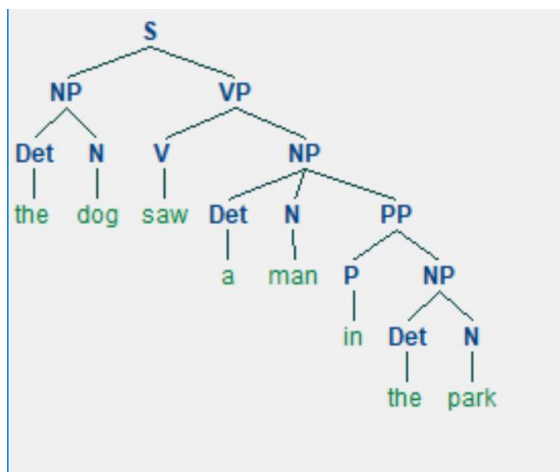 S
NP VP
Det N V NP
the dog saw Det N PP
a man P NP
in Det N
the park